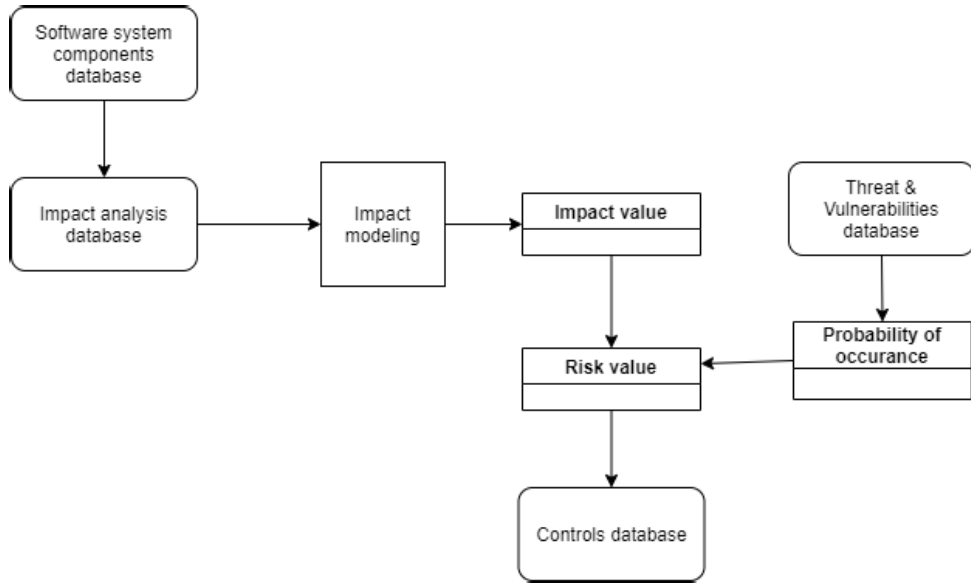 Software system
components
database
Impact analysis
database
Impact
modeling
Impact value
Threat &
Vulnerabilities
database
Probability of
occurance
Risk value
Controls database